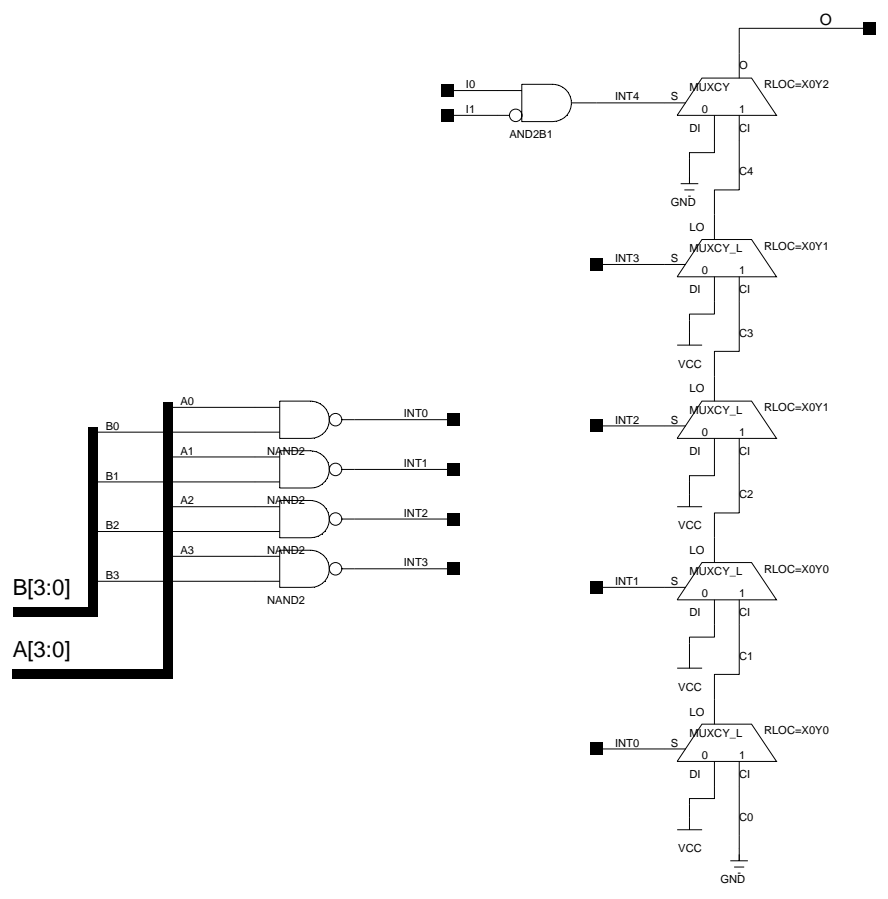 O
O
MUXCY
RLOC=X0Y2
I0
INT4
S
I1
0
1
AND2B1
DI
CI
C4
GND
LO
MUXCY_L
RLOC=X0Y1
INT3
S
0
1
DI
CI
C3
VCC
LO
MUXCY_L
RLOC=X0Y1
INT2
S
0
1
DI
CI
C2
VCC
LO
MUXCY_L
RLOC=X0Y0
INT1
S
0
1
DI
CI
C1
VCC
LO
MUXCY_L
RLOC=X0Y0
INT0
S
0
1
DI
CI
C0
VCC
GND
A0
INT0
B0
A1
NAND2
INT1
B1
A2
NAND2
INT2
B2
A3
NAND2
INT3
B3
NAND2
B[3:0]
A[3:0]